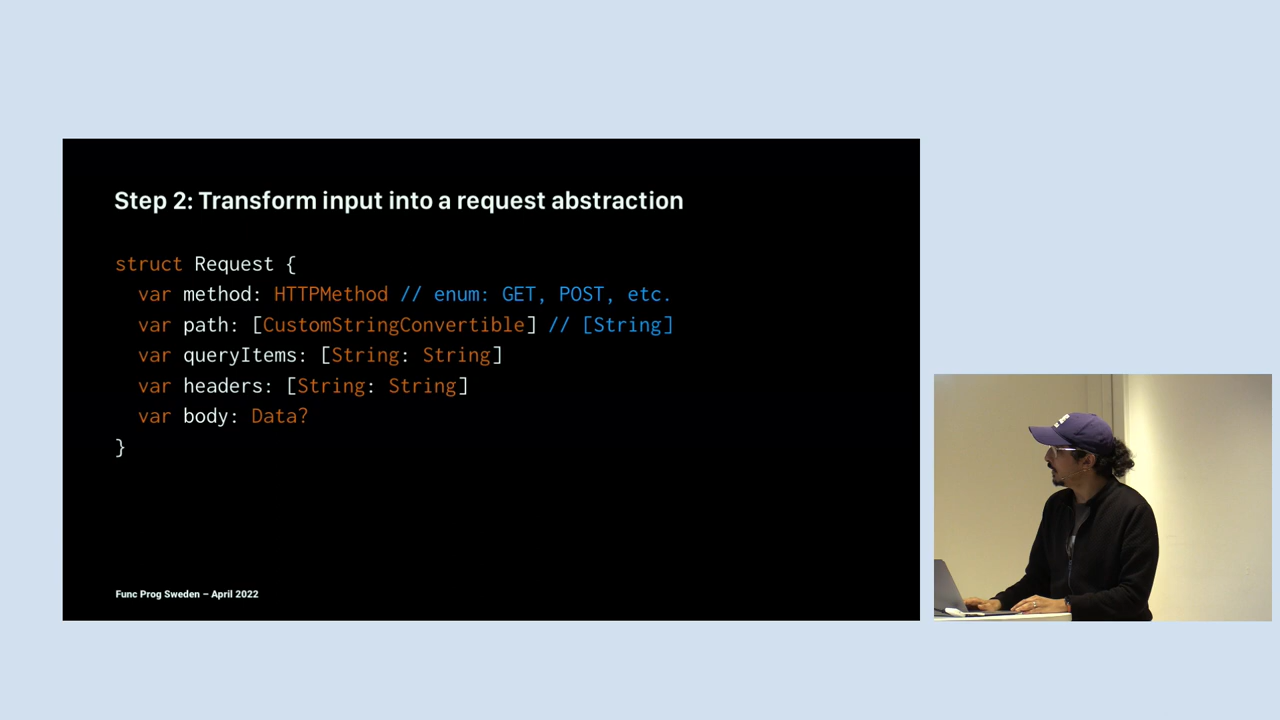 Step 2: Transform input into a request abstraction
struct Request {
  var method: HTTPMethod // enum: GET, POST, etc.
  var path: [CustomStringConvertible] // [String]
  var queryItems: [String: String]
  var headers: [String: String]
  var body: Data?
}
Func Prog Sweden – April 2022